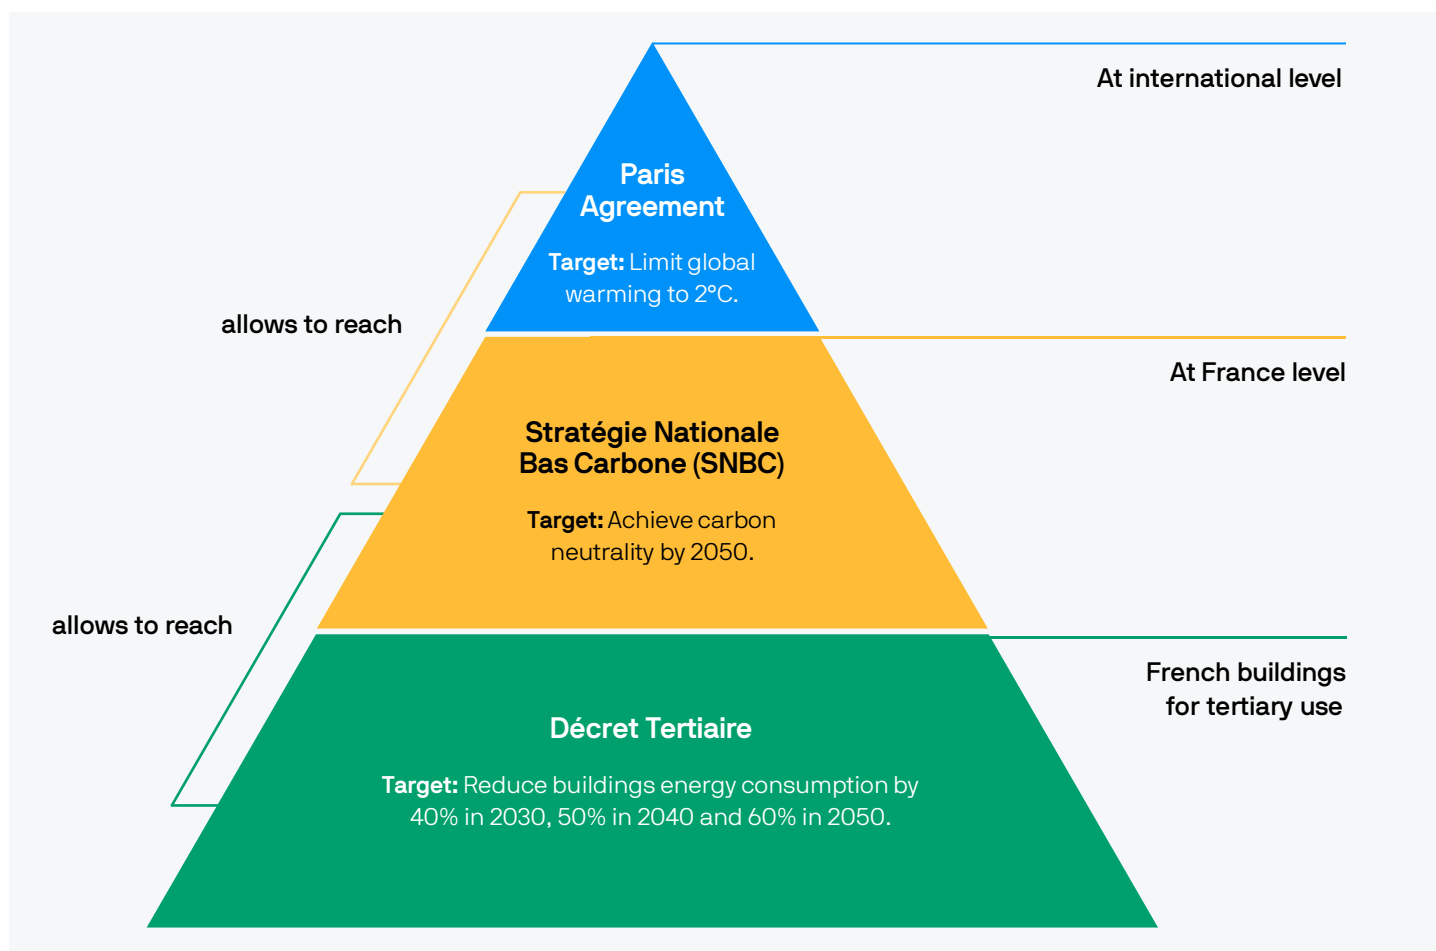 At international level
Paris
Agreement
Target: Limit global
warming to 2°C.
allows to reach
At France level
Stratégie Nationale
Bas Carbone (SNBC)
Target: Achieve carbon
neutrality by 2050.
allows to reach
French buildings
for tertiary use
Décret Tertiaire
Target: Reduce buildings energy consumption by
40% in 2030, 50% in 2040 and 60% in 2050.